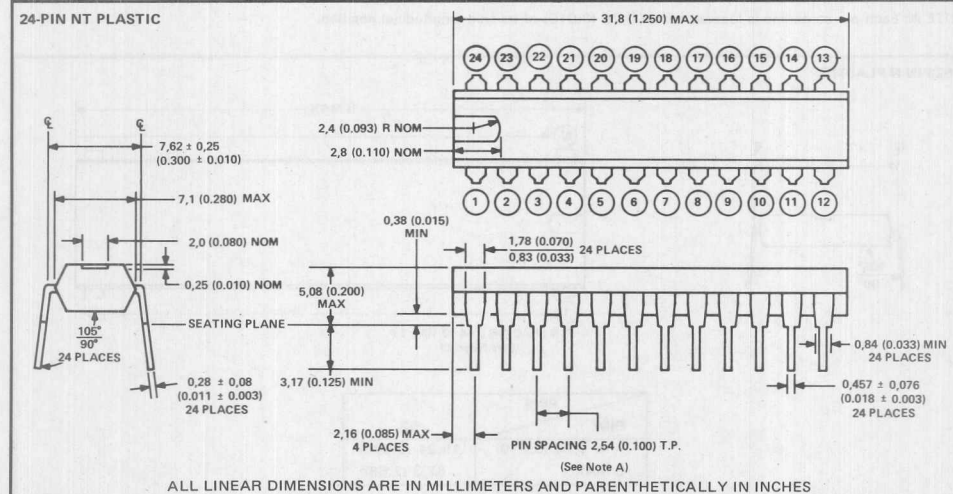 24-PIN NT PLASTIC
31,8 (1.250) MAX
24 23 22 21 20 19 18 17 16 15 14 13
2,4 (0.093) R NOM
2,8 (0.110) NOM
1 2 3 4 5 6 7 8 9 10 11 12
℄ ℄
7,62 ± 0,25
(0.300 ± 0.010)
7,1 (0.280) MAX
2,0 (0.080) NOM
0,25 (0.010) NOM
105°
90°
24 PLACES
0,28 ± 0,08
(0.011 ± 0.003)
24 PLACES
0,38 (0.015)
MIN
1,78 (0.070)
0,83 (0.033)
24 PLACES
5,08 (0.200)
MAX
SEATING PLANE
3,17 (0.125) MIN
0,84 (0.033) MIN
24 PLACES
0,457 ± 0,076
(0.018 ± 0.003)
24 PLACES
2,16 (0.085) MAX
4 PLACES
PIN SPACING 2,54 (0.100) T.P.
(See Note A)
ALL LINEAR DIMENSIONS ARE IN MILLIMETERS AND PARENTHETICALLY IN INCHES